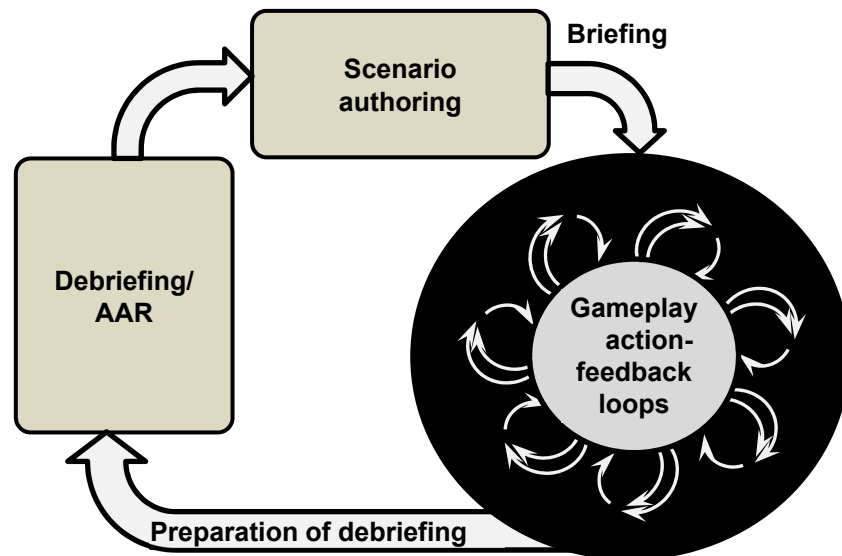 Scenario
authoring
Briefing
Debriefing/
AAR
Gameplay
action-
feedback
loops
Preparation of debriefing